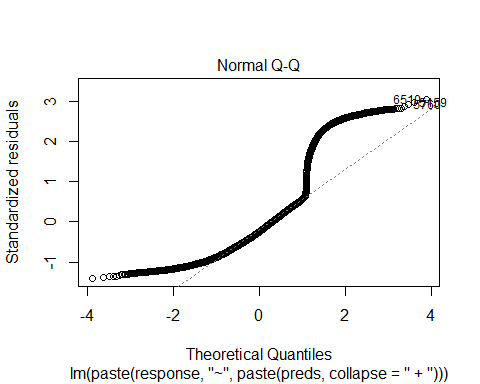 Normal Q-Q
Standardized residuals
3
2
1
0
-1
6510
-4
-2
0
2
4
Theoretical Quantiles
lm(paste(response, "~", paste(preds, collapse = " + ")))